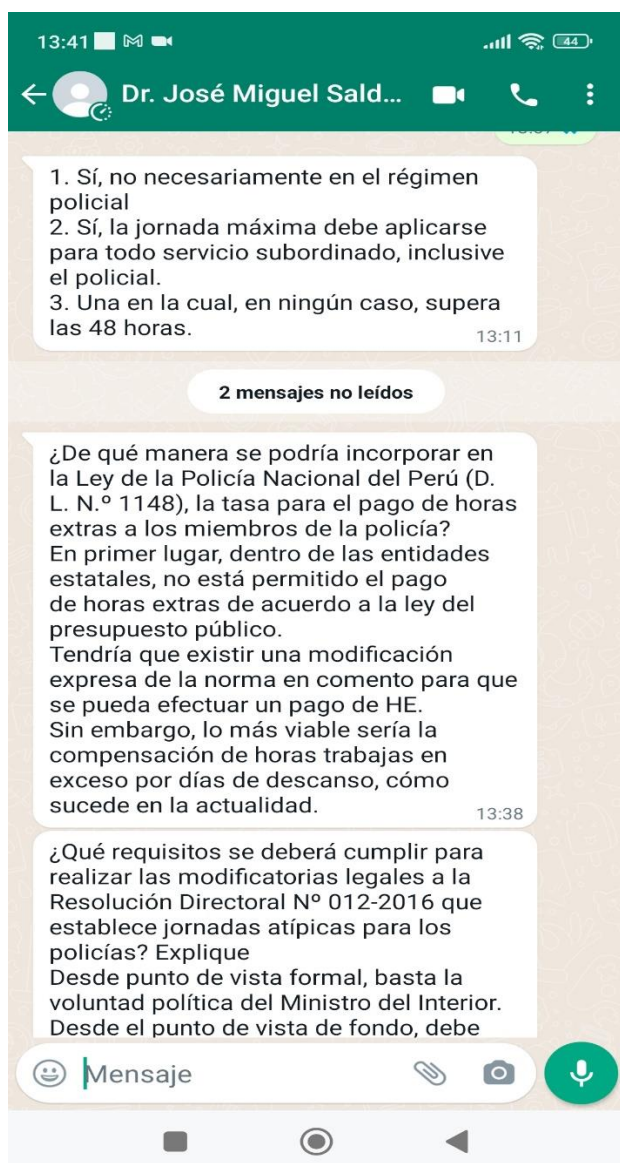 13:41
44
Dr. José Miguel Sald...
1. Sí, no necesariamente en el régimen
policial
2. Sí, la jornada máxima debe aplicarse
para todo servicio subordinado, inclusive
el policial.
3. Una en la cual, en ningún caso, supera
las 48 horas.
13:11
2 mensajes no leídos
¿De qué manera se podría incorporar en
la Ley de la Policía Nacional del Perú (D.
L. N.º 1148), la tasa para el pago de horas
extras a los miembros de la policía?
En primer lugar, dentro de las entidades
estatales, no está permitido el pago
de horas extras de acuerdo a la ley del
presupuesto público.
Tendría que existir una modificación
expresa de la norma en comento para que
se pueda efectuar un pago de HE.
Sin embargo, lo más viable sería la
compensación de horas trabajas en
exceso por días de descanso, cómo
sucede en la actualidad.
13:38
¿Qué requisitos se deberá cumplir para
realizar las modificatorias legales a la
Resolución Directoral Nº 012-2016 que
establece jornadas atípicas para los
policías? Explique
Desde punto de vista formal, basta la
voluntad política del Ministro del Interior.
Desde el punto de vista de fondo, debe
Mensaje